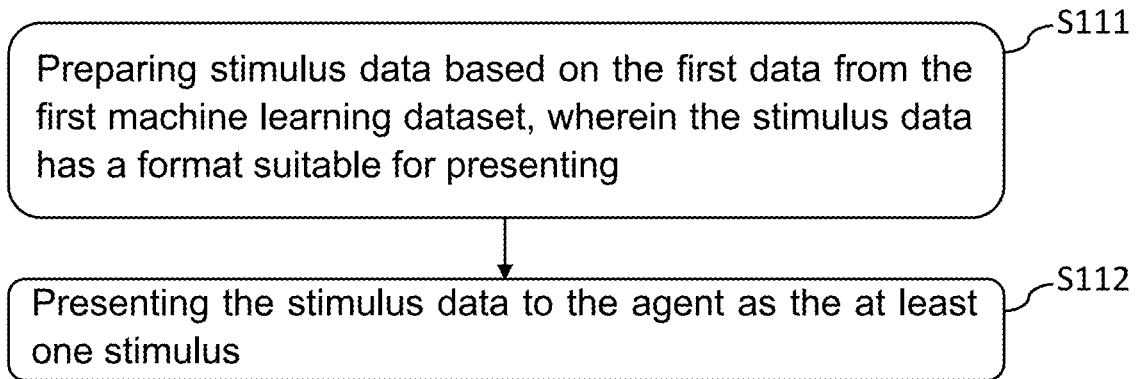 S111
Preparing stimulus data based on the first data from the
first machine learning dataset, wherein the stimulus data
has a format suitable for presenting
S112
Presenting the stimulus data to the agent as the at least
one stimulus